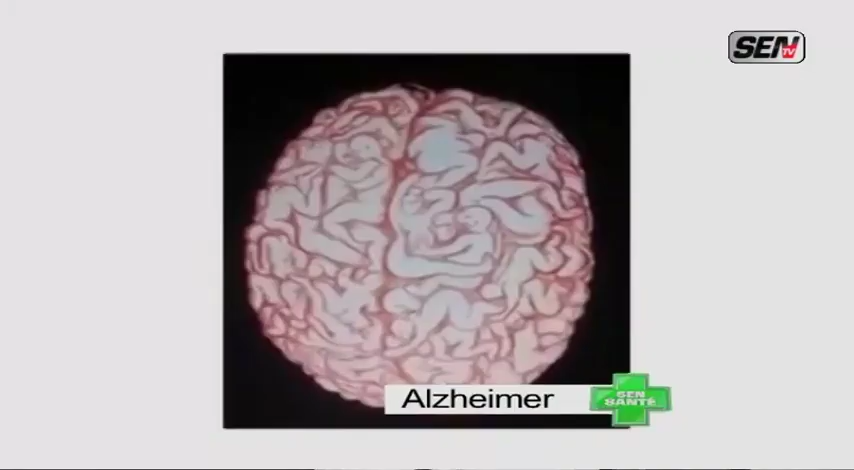 SEN
TV
Alzheimer
SEN
SANTÉ